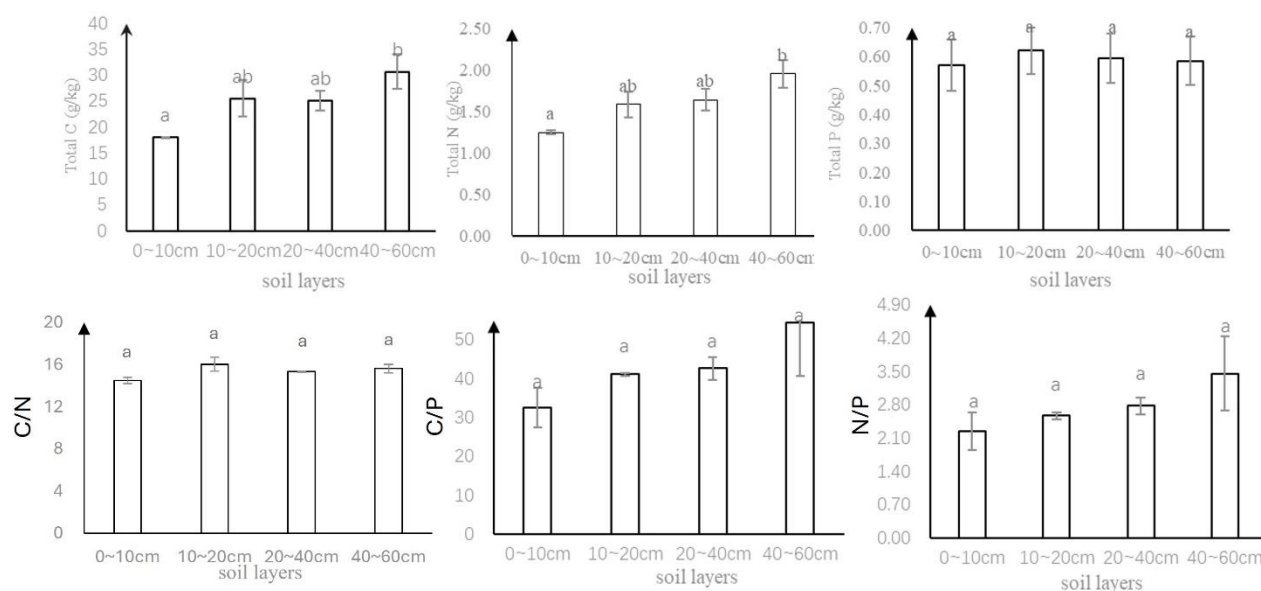 Total C (g/kg)
40
35
30
25
20
15
10
5
0
a
ab
ab
b
0~10cm 10~20cm 20~40cm 40~60cm
soil layers
Total N (g/kg)
2.50
2.00
1.50
1.00
0.50
0.00
a
ab
ab
b
0~10cm 10~20cm 20~40cm 40~60cm
soil layers
Total P (g/kg)
0.70
0.60
0.50
0.40
0.30
0.20
0.10
0.00
a
a
a
a
0~10cm 10~20cm 20~40cm 40~60cm
soil layers
C/N
20
16
12
8
4
0
a
a
a
a
0~10cm 10~20cm 20~40cm 40~60cm
soil layers
C/P
50
40
30
20
10
0
a
a
a
a
0~10cm 10~20cm 20~40cm 40~60cm
soil layers
N/P
4.90
4.20
3.50
2.80
2.10
1.40
0.70
0.00
a
a
a
a
0~10cm 10~20cm 20~40cm 40~60cm
soil layers